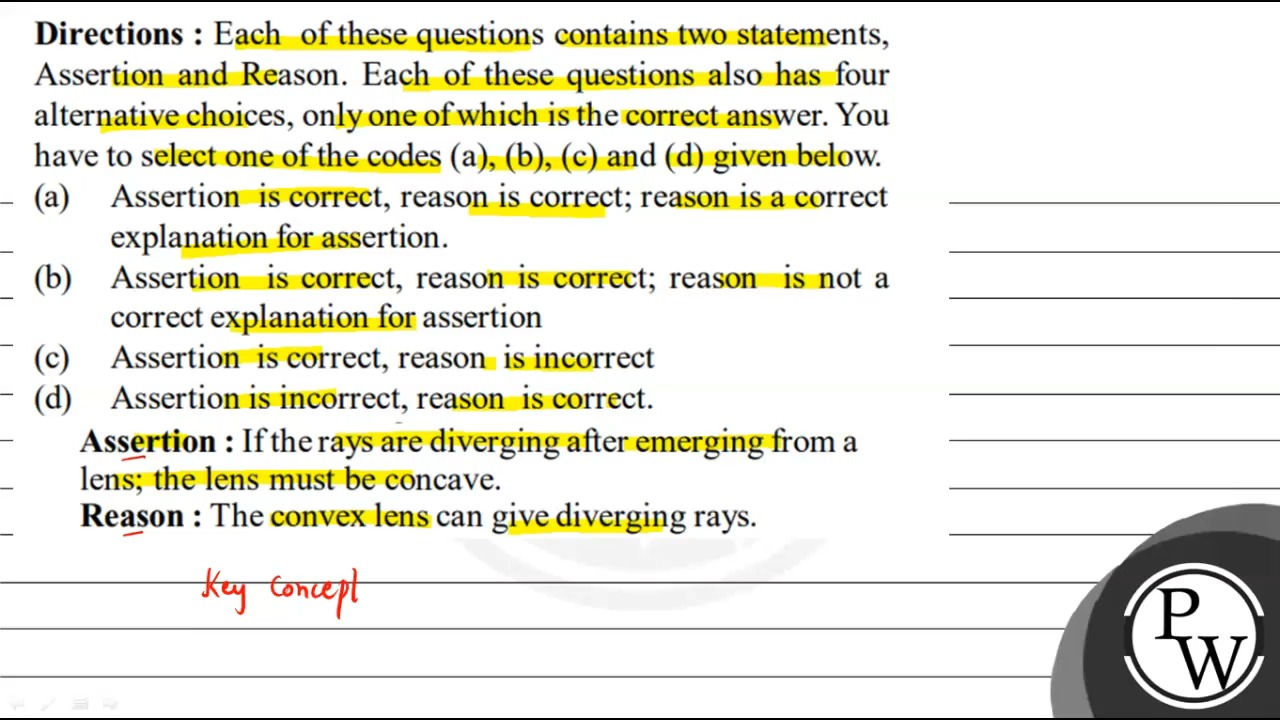 Directions : Each of these questions contains two statements,
Assertion and Reason. Each of these questions also has four
alternative choices, only one of which is the correct answer. You
have to select one of the codes (a), (b), (c) and (d) given below.
(a) Assertion is correct, reason is correct; reason is a correct
explanation for assertion.
(b) Assertion is correct, reason is correct; reason is not a
correct explanation for assertion
(c) Assertion is correct, reason is incorrect
(d) Assertion is incorrect, reason is correct.
Assertion : If the rays are diverging after emerging from a
lens; the lens must be concave.
Reason : The convex lens can give diverging rays.
Key Concept
P
W